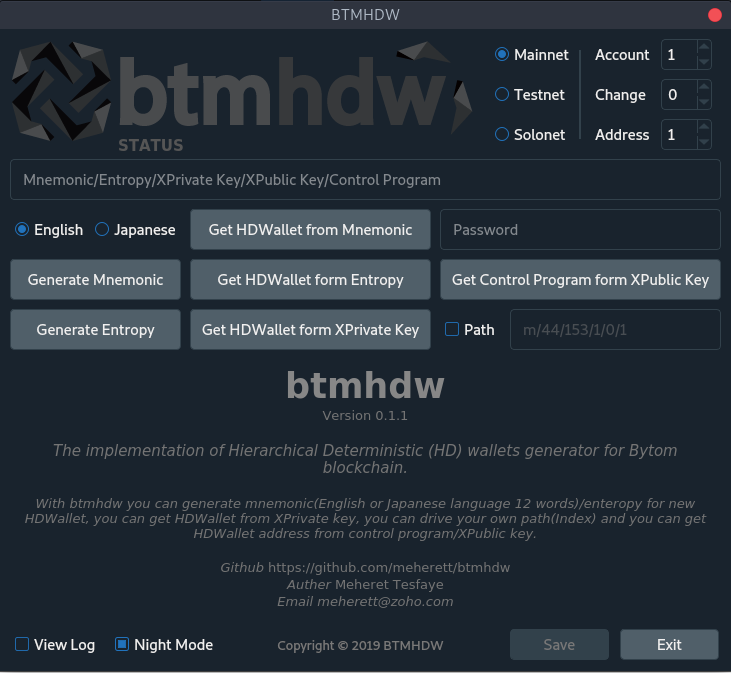 BTMHDW
btmhdw
STATUS
Mainnet
Account
1
Testnet
Change
0
Solonet
Address
1
Mnemonic/Entropy/XPrivate Key/XPublic Key/Control Program
English
Japanese
Get HDWallet from Mnemonic
Password
Generate Mnemonic
Get HDWallet form Entropy
Get Control Program form XPublic Key
Generate Entropy
Get HDWallet form XPrivate Key
Path
m/44/153/1/0/1
btmhdw
Version 0.1.1
The implementation of Hierarchical Deterministic (HD) wallets generator for Bytom
blockchain.
With btmhdw you can generate mnemonic(English or Japanese language 12 words)/enteropy for new
HDWallet, you can get HDWallet from XPrivate key, you can drive your own path(Index) and you can get
HDWallet address from control program/XPublic key.
Github https://github.com/meherett/btmhdw
Auther Meheret Tesfaye
Email meherett@zoho.com
View Log
Night Mode
Copyright © 2019 BTMHDW
Save
Exit